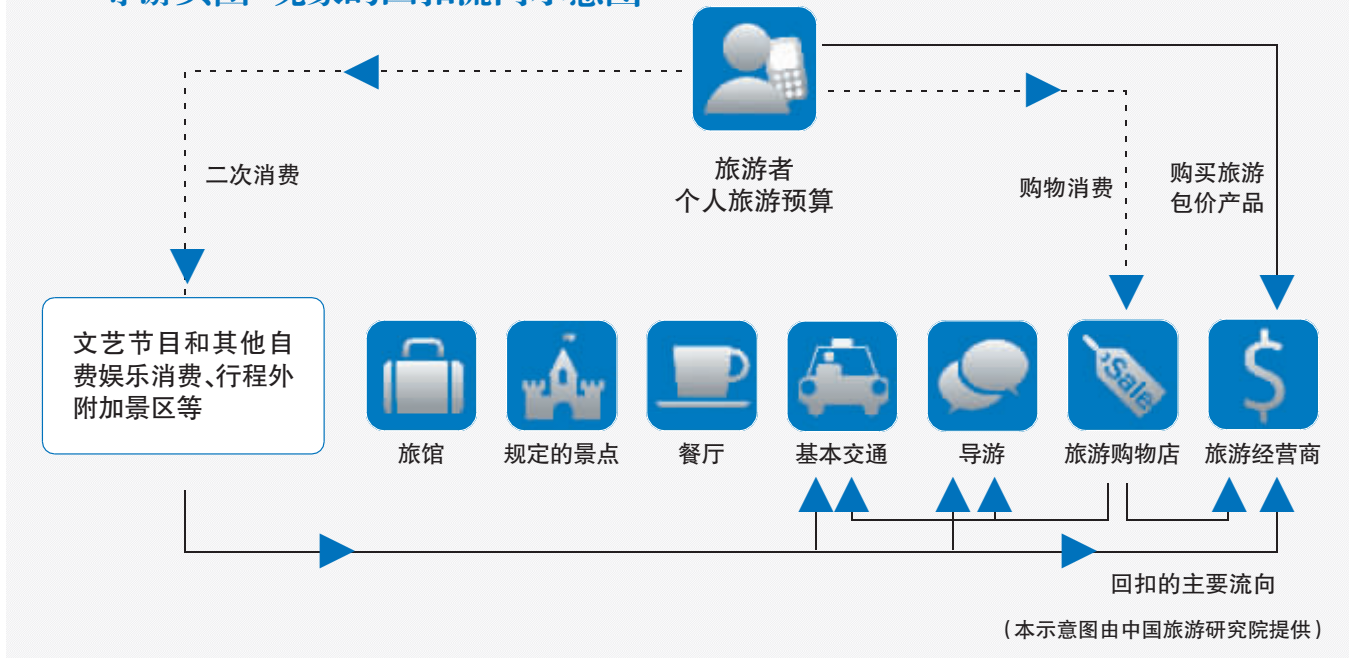 旅游者
个人旅游预算
二次消费
购物消费
购买旅游
包价产品
文艺节目和其他自
费娱乐消费、行程外
附加景区等
Sale
旅馆
规定的景点
餐厅
基本交通
导游
旅游购物店
旅游经营商
回扣的主要流向
(本示意图由中国旅游研究院提供)